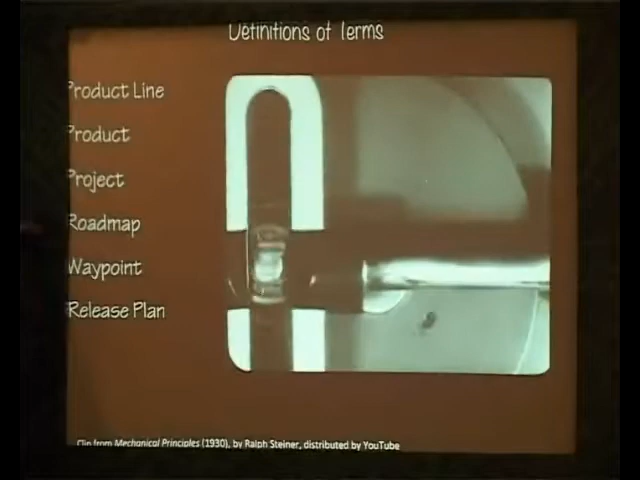 Definitions of Terms
Product Line
Product
Project
Roadmap
Waypoint
Release Plan
Clip from Mechanical Principles (1930), by Ralph Steiner, distributed by YouTube